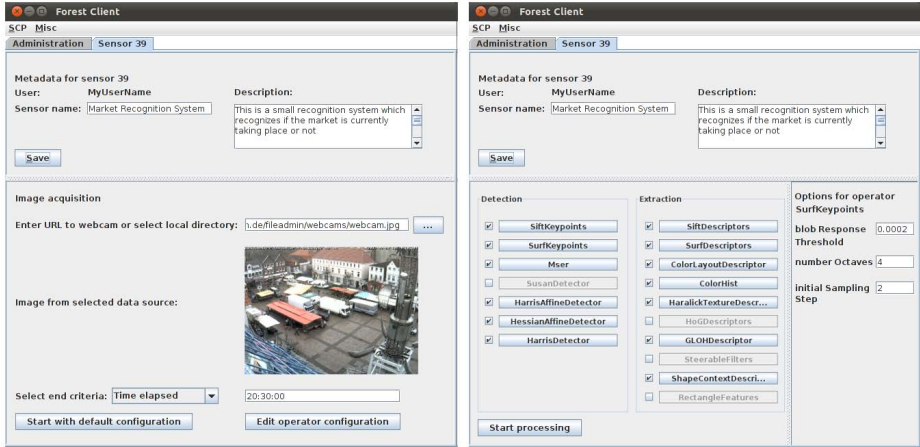 Forest Client
SCP Misc
Administration Sensor 39
Metadata for sensor 39
User: MyUserName Description:
Sensor name: Market Recognition System
This is a small recognition system which
recognizes if the market is currently
taking place or not
Save
Image acquisition
Enter URL to webcam or select local directory: n.de/fileadmin/webcams/webcam.jpg ...
Image from selected data source:
Select end criteria: Time elapsed 20:30:00
Start with default configuration Edit operator configuration
Forest Client
SCP Misc
Administration Sensor 39
Metadata for sensor 39
User: MyUserName Description:
Sensor name: Market Recognition System
This is a small recognition system which
recognizes if the market is currently
taking place or not
Save
Detection
SiftKeypoints
SurfKeypoints
Mser
SusanDetector
HarrisAffineDetector
HessianAffineDetector
HarrisDetector
Extraction
SiftDescriptors
SurfDescriptors
ColorLayoutDescriptor
ColorHist
HaralickTextureDescr...
HoGDescriptors
GLOHDescriptor
SteerableFilters
ShapeContextDescri...
RectangleFeatures
Options for operator
SurfKeypoints
blob Response 0.0002
Threshold
number Octaves 4
initial Sampling 2
Step
Start processing